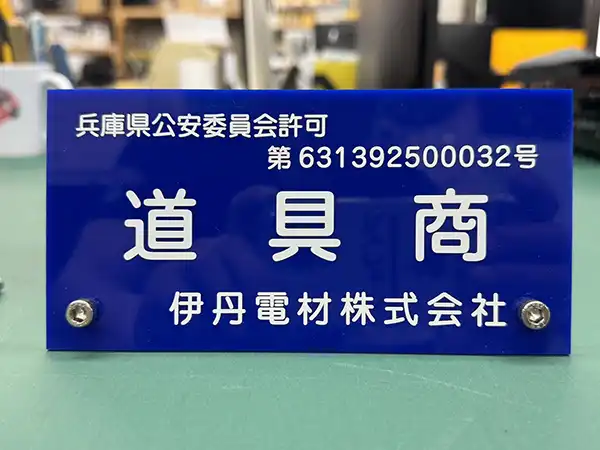 兵庫県公安委員会許可
第631392500032号
道具商
伊丹電材株式会社